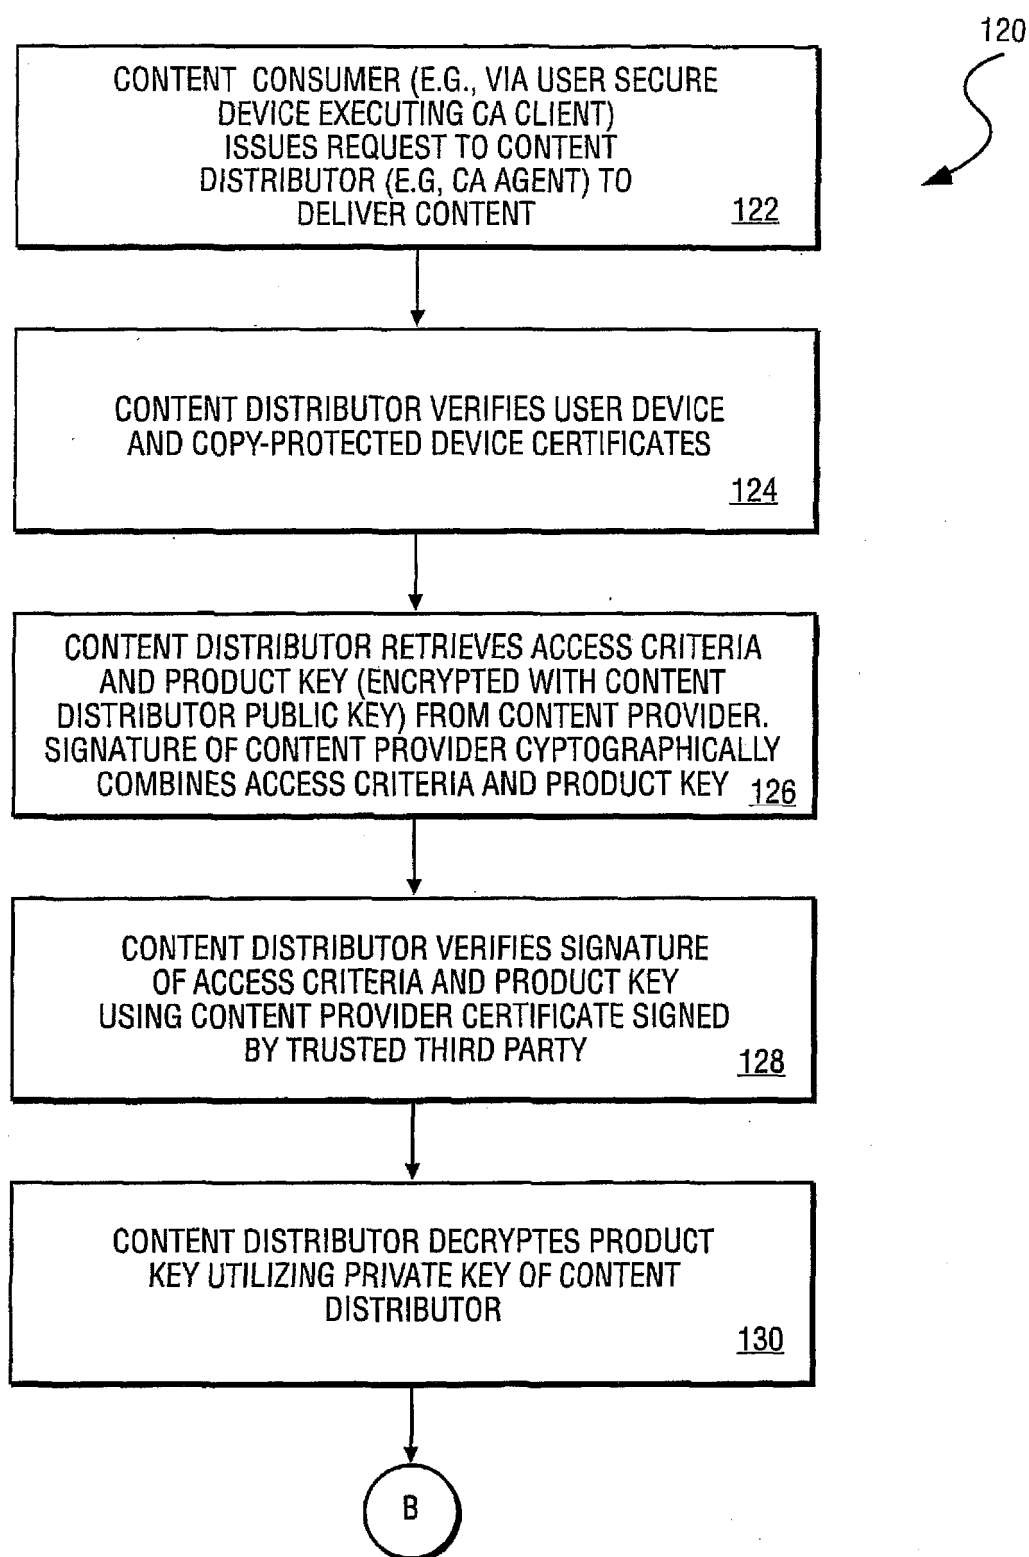 120
CONTENT CONSUMER (E.G., VIA USER SECURE
DEVICE EXECUTING CA CLIENT)
ISSUES REQUEST TO CONTENT
DISTRIBUTOR (E.G, CA AGENT) TO
DELIVER CONTENT
122
CONTENT DISTRIBUTOR VERIFIES USER DEVICE
AND COPY-PROTECTED DEVICE CERTIFICATES
124
CONTENT DISTRIBUTOR RETRIEVES ACCESS CRITERIA
AND PRODUCT KEY (ENCRYPTED WITH CONTENT
DISTRIBUTOR PUBLIC KEY) FROM CONTENT PROVIDER.
SIGNATURE OF CONTENT PROVIDER CYPTOGRAPHICALLY
COMBINES ACCESS CRITERIA AND PRODUCT KEY
126
CONTENT DISTRIBUTOR VERIFIES SIGNATURE
OF ACCESS CRITERIA AND PRODUCT KEY
USING CONTENT PROVIDER CERTIFICATE SIGNED
BY TRUSTED THIRD PARTY
128
CONTENT DISTRIBUTOR DECRYPTES PRODUCT
KEY UTILIZING PRIVATE KEY OF CONTENT
DISTRIBUTOR
130
B